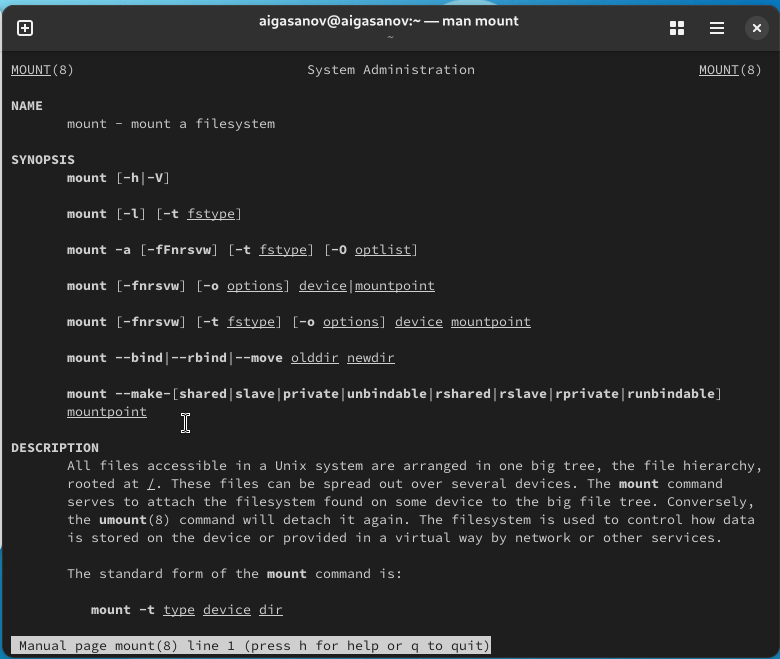 aigasanov@aigasanov:~ — man mount
~
MOUNT(8) System Administration MOUNT(8)
NAME
mount - mount a filesystem
SYNOPSIS
mount [-h|-V]
mount [-l] [-t fstype]
mount -a [-fFnrsvw] [-t fstype] [-O optlist]
mount [-fnrsvw] [-o options] device|mountpoint
mount [-fnrsvw] [-t fstype] [-o options] device mountpoint
mount --bind|--rbind|--move olddir newdir
mount --make-[shared|slave|private|unbindable|rshared|rslave|rprivate|runbindable]
mountpoint
DESCRIPTION
All files accessible in a Unix system are arranged in one big tree, the file hierarchy,
rooted at /. These files can be spread out over several devices. The mount command
serves to attach the filesystem found on some device to the big file tree. Conversely,
the umount(8) command will detach it again. The filesystem is used to control how data
is stored on the device or provided in a virtual way by network or other services.
The standard form of the mount command is:
mount -t type device dir
Manual page mount(8) line 1 (press h for help or q to quit)